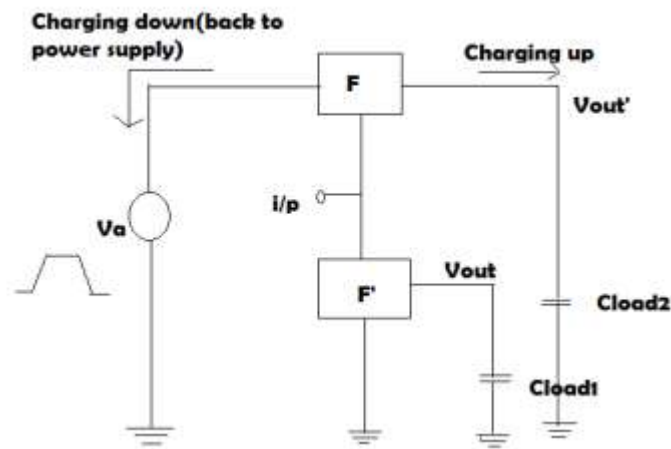 Charging down(back to
power supply)
Charging up
F
Vout'
i/p
Va
Vout
F'
Cload2
Cload1